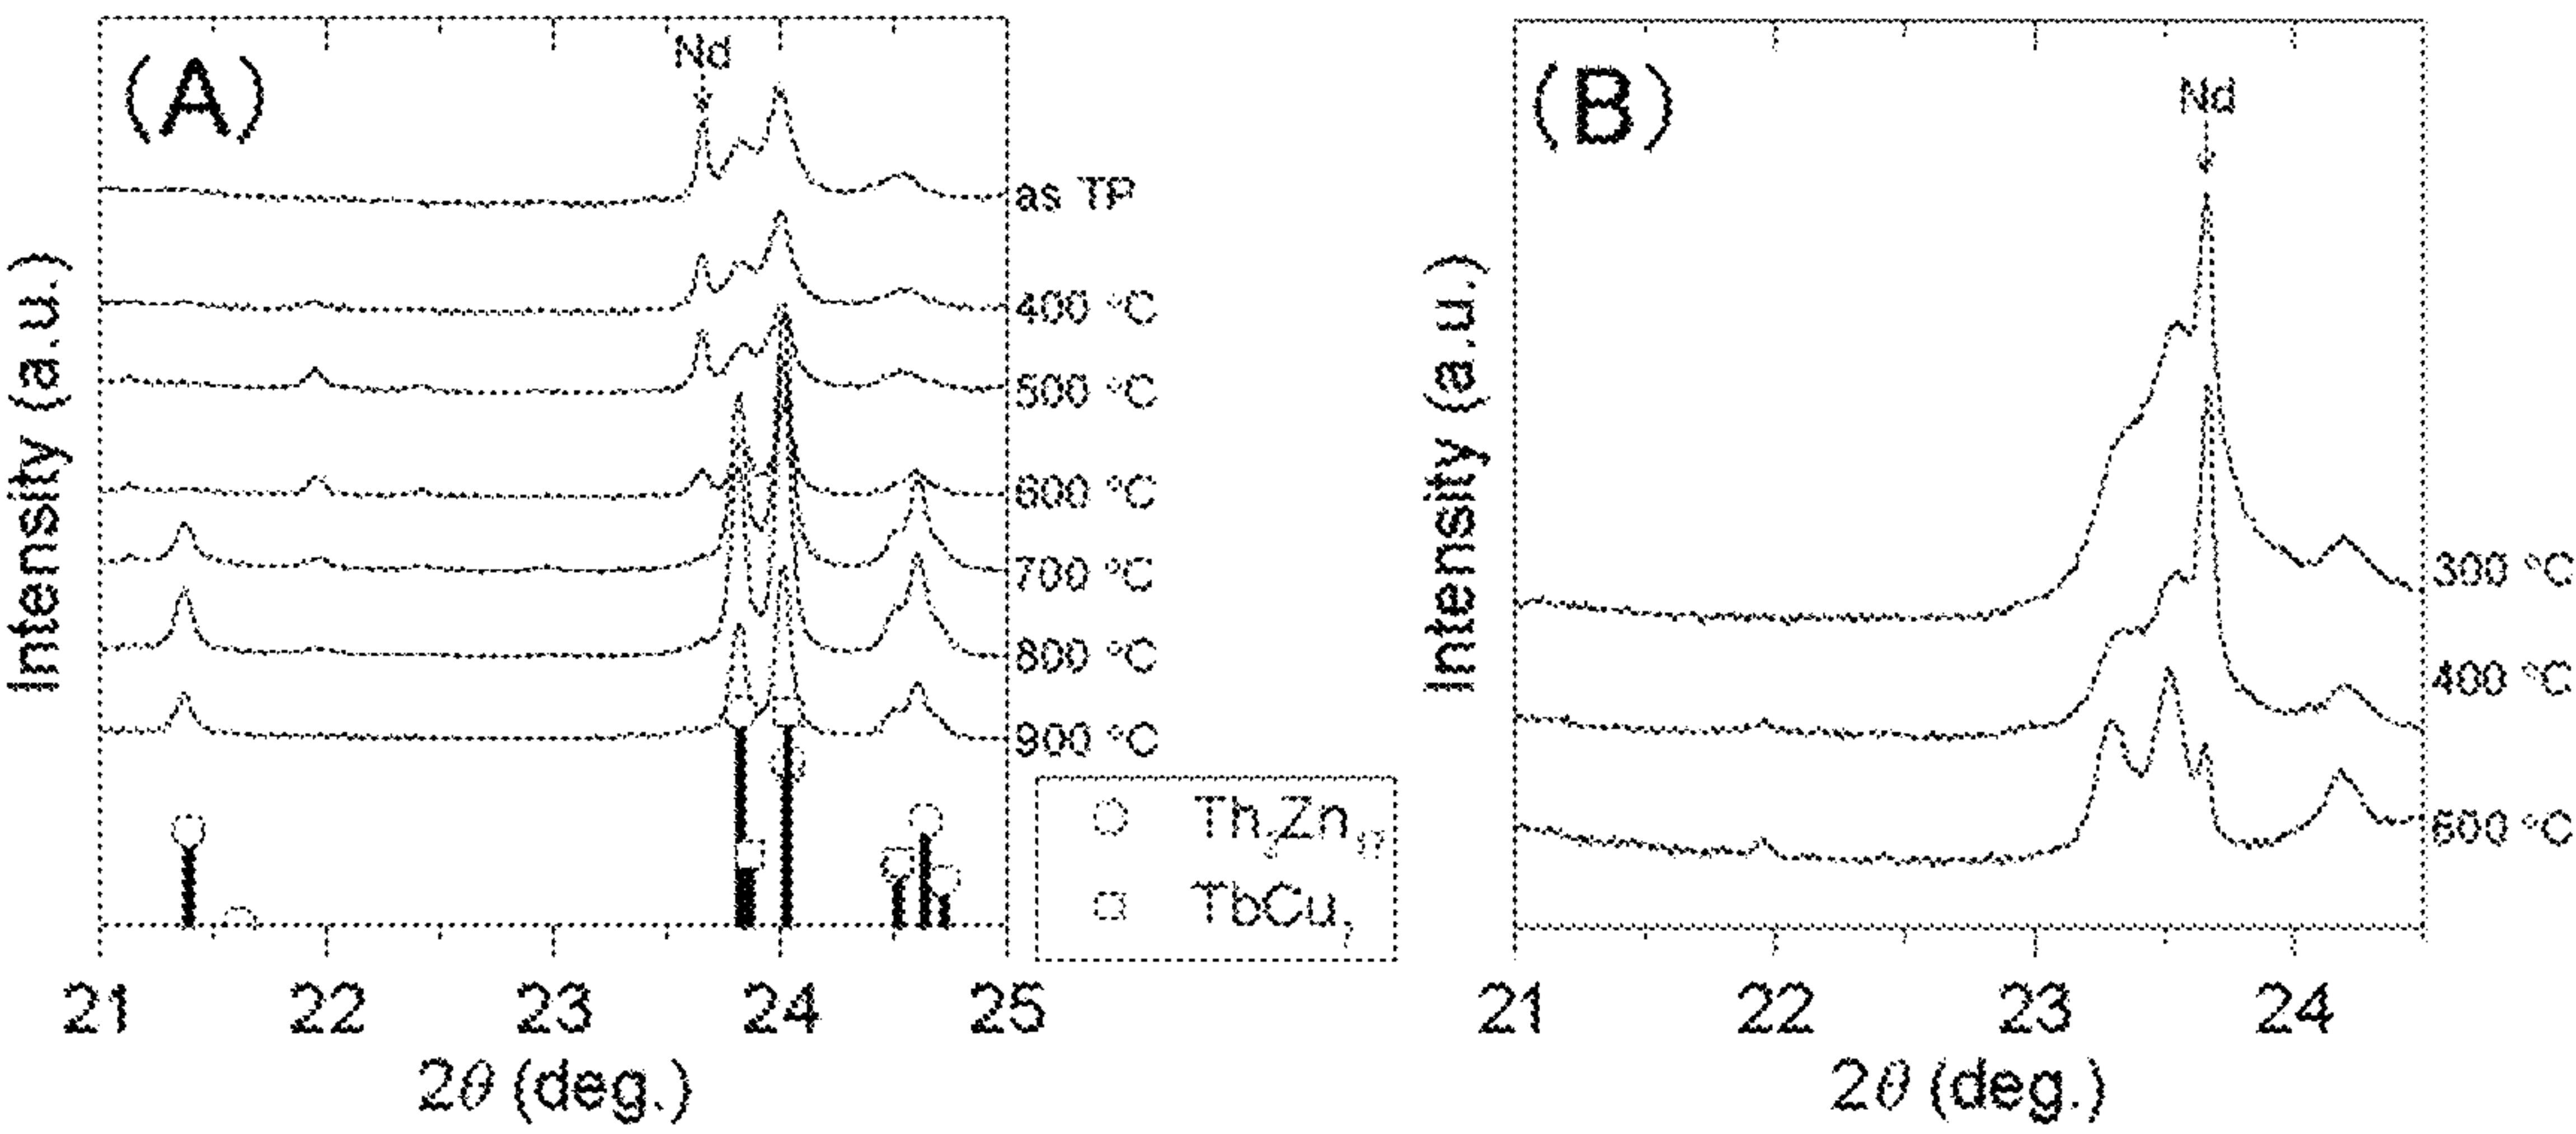 (A)
Nd
as TP
400 °C
500 °C
600 °C
700 °C
800 °C
900 °C
Intensity (a.u.)
21 22 23 24 25
2θ (deg.)
Th₂Zn₁₇
TbCu₇
(B)
Nd
300 °C
400 °C
600 °C
Intensity (a.u.)
21 22 23 24
2θ (deg.)